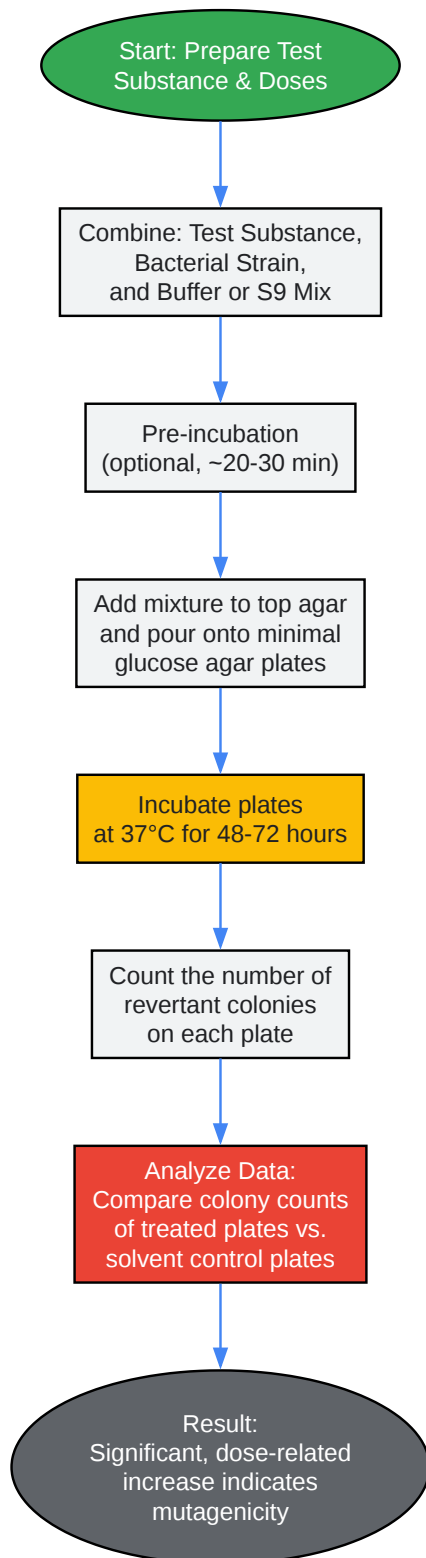 Start: Prepare Test
Substance & Doses
Combine: Test Substance,
Bacterial Strain,
and Buffer or S9 Mix
Pre-incubation
(optional, ~20-30 min)
Add mixture to top agar
and pour onto minimal
glucose agar plates
Incubate plates
at 37°C for 48-72 hours
Count the number of
revertant colonies
on each plate
Analyze Data:
Compare colony counts
of treated plates vs.
solvent control plates
Result:
Significant, dose-related
increase indicates
mutagenicity